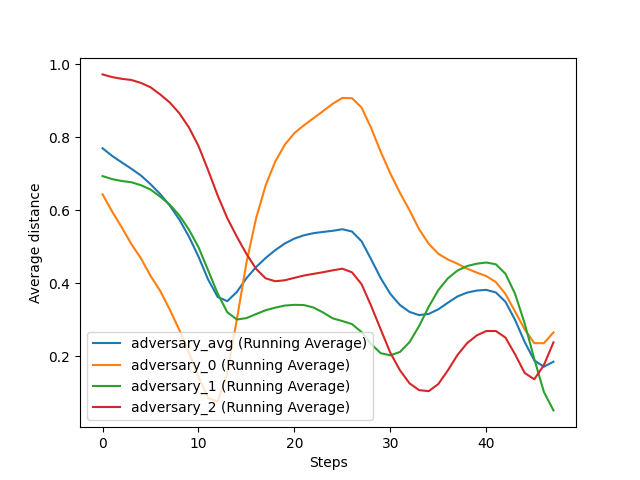 1.0
0.8
0.6
0.4
0.2
Average distance
adversary_avg (Running Average)
adversary_0 (Running Average)
adversary_1 (Running Average)
adversary_2 (Running Average)
0 10 20 30 40
Steps